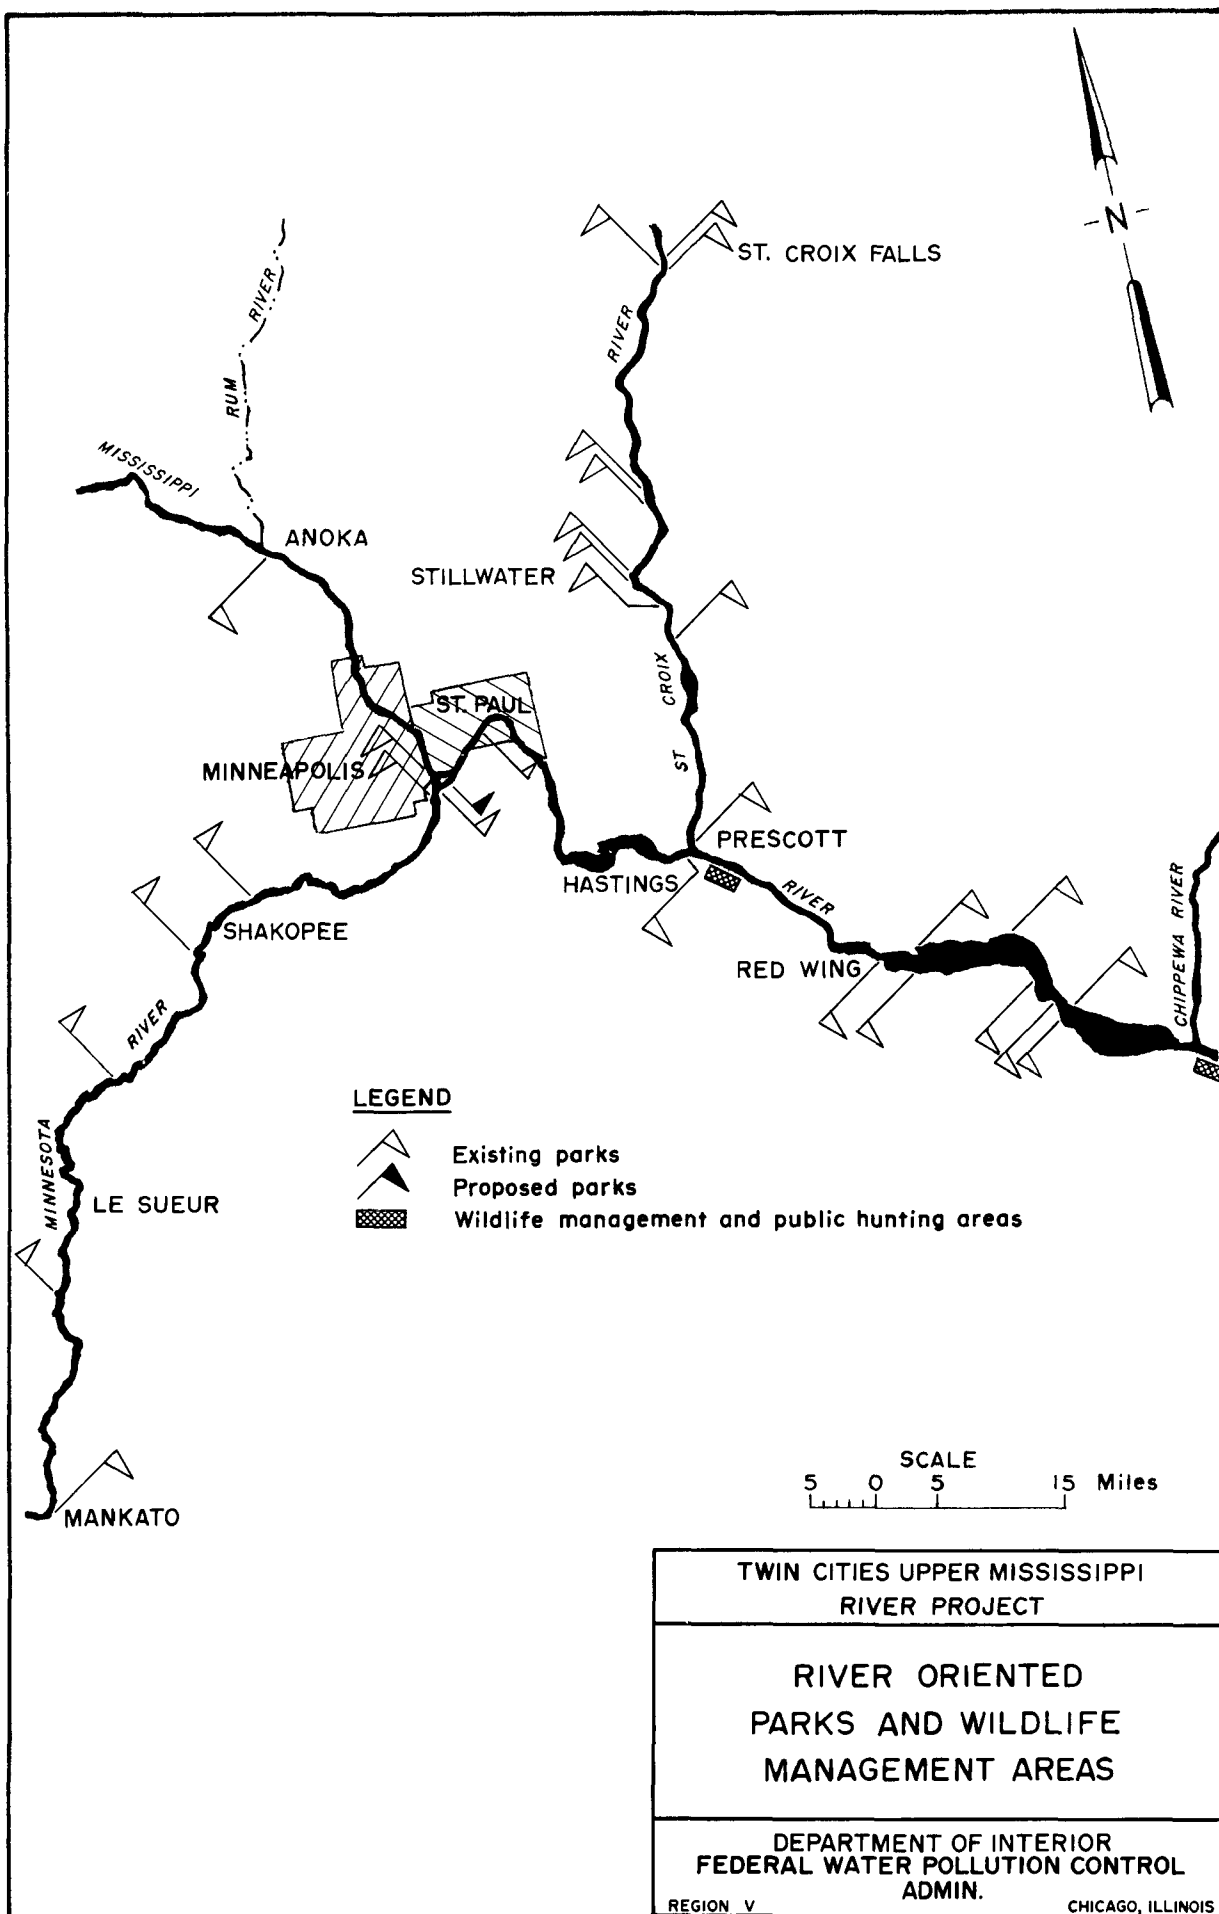 N
ST. CROIX FALLS
RIVER
RIVER
RUM
MISSISSIPPI
ANOKA
STILLWATER
CROIX
ST
ST. PAUL
MINNEAPOLIS
PRESCOTT
HASTINGS
RIVER
SHAKOPEE
RED WING
CHIPPEWA RIVER
RIVER
MINNESOTA
LE SUEUR
LEGEND
Existing parks
Proposed parks
Wildlife management and public hunting areas
MANKATO
SCALE
5 0 5 15 Miles
TWIN CITIES UPPER MISSISSIPPI
RIVER PROJECT
RIVER ORIENTED
PARKS AND WILDLIFE
MANAGEMENT AREAS
DEPARTMENT OF INTERIOR
FEDERAL WATER POLLUTION CONTROL
ADMIN.
REGION V CHICAGO, ILLINOIS